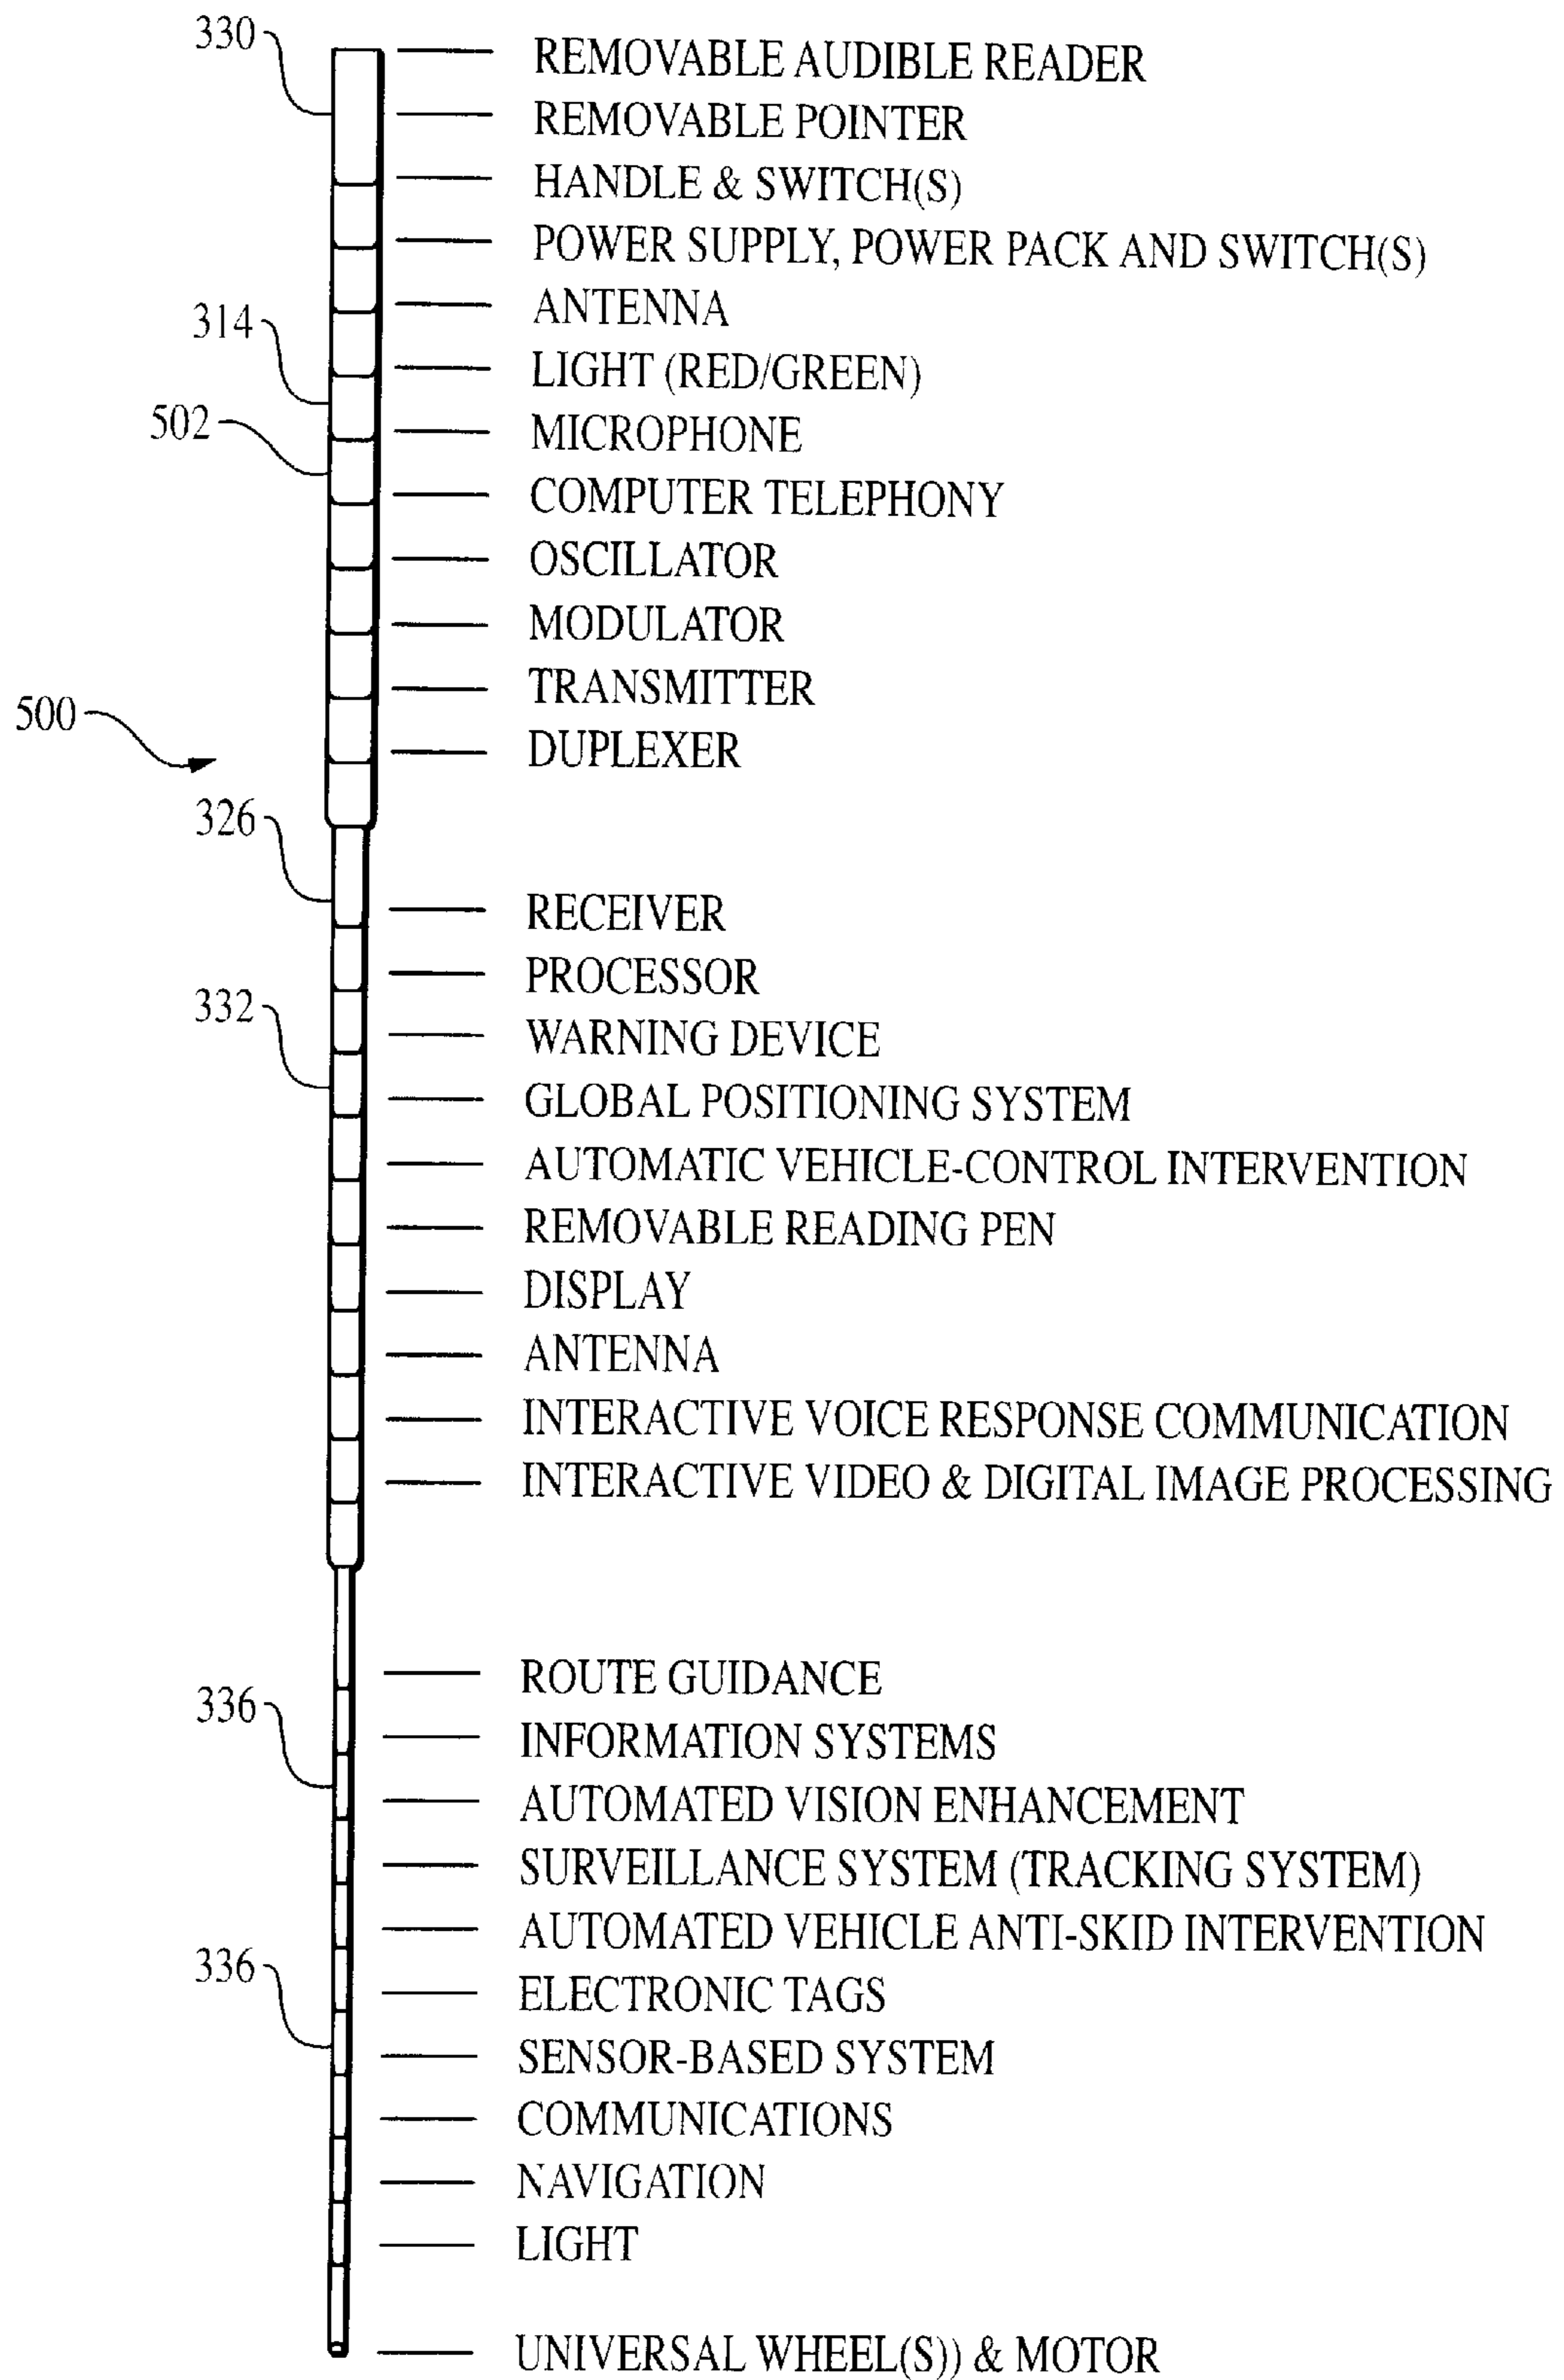 330
REMOVABLE AUDIBLE READER
REMOVABLE POINTER
HANDLE & SWITCH(S)
POWER SUPPLY, POWER PACK AND SWITCH(S)
ANTENNA
314
LIGHT (RED/GREEN)
502
MICROPHONE
COMPUTER TELEPHONY
OSCILLATOR
MODULATOR
TRANSMITTER
500
DUPLEXER
326
RECEIVER
PROCESSOR
332
WARNING DEVICE
GLOBAL POSITIONING SYSTEM
AUTOMATIC VEHICLE-CONTROL INTERVENTION
REMOVABLE READING PEN
DISPLAY
ANTENNA
INTERACTIVE VOICE RESPONSE COMMUNICATION
INTERACTIVE VIDEO & DIGITAL IMAGE PROCESSING
ROUTE GUIDANCE
336
INFORMATION SYSTEMS
AUTOMATED VISION ENHANCEMENT
SURVEILLANCE SYSTEM (TRACKING SYSTEM)
AUTOMATED VEHICLE ANTI-SKID INTERVENTION
336
ELECTRONIC TAGS
SENSOR-BASED SYSTEM
COMMUNICATIONS
NAVIGATION
LIGHT
UNIVERSAL WHEEL(S)) & MOTOR